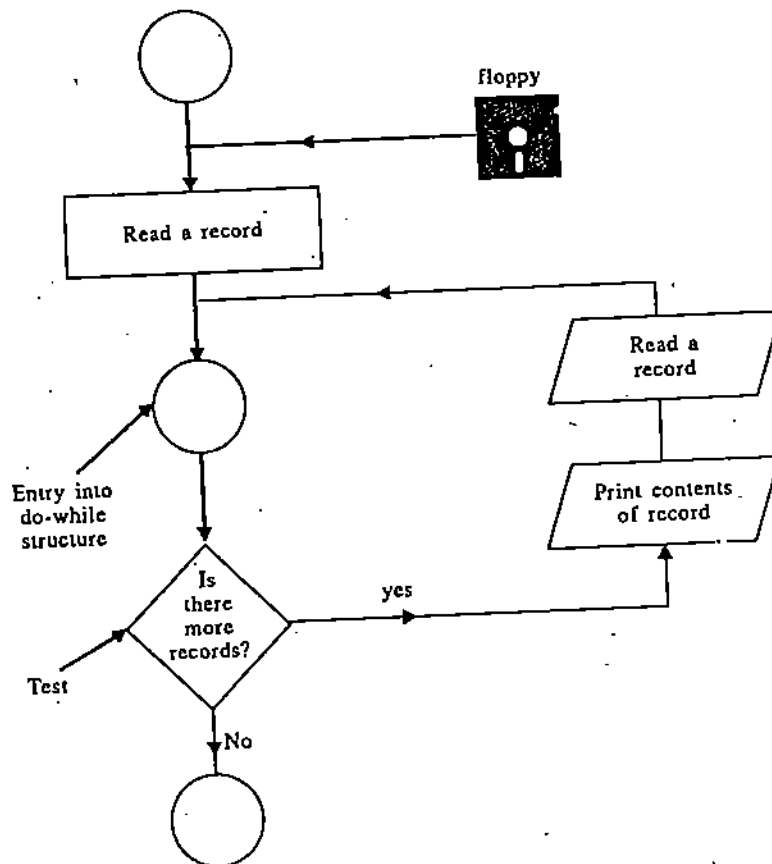 floppy
Read a record
Read a
record
Entry into
do-while
structure
Print contents
of record
Is
there
more
records?
yes
Test
No